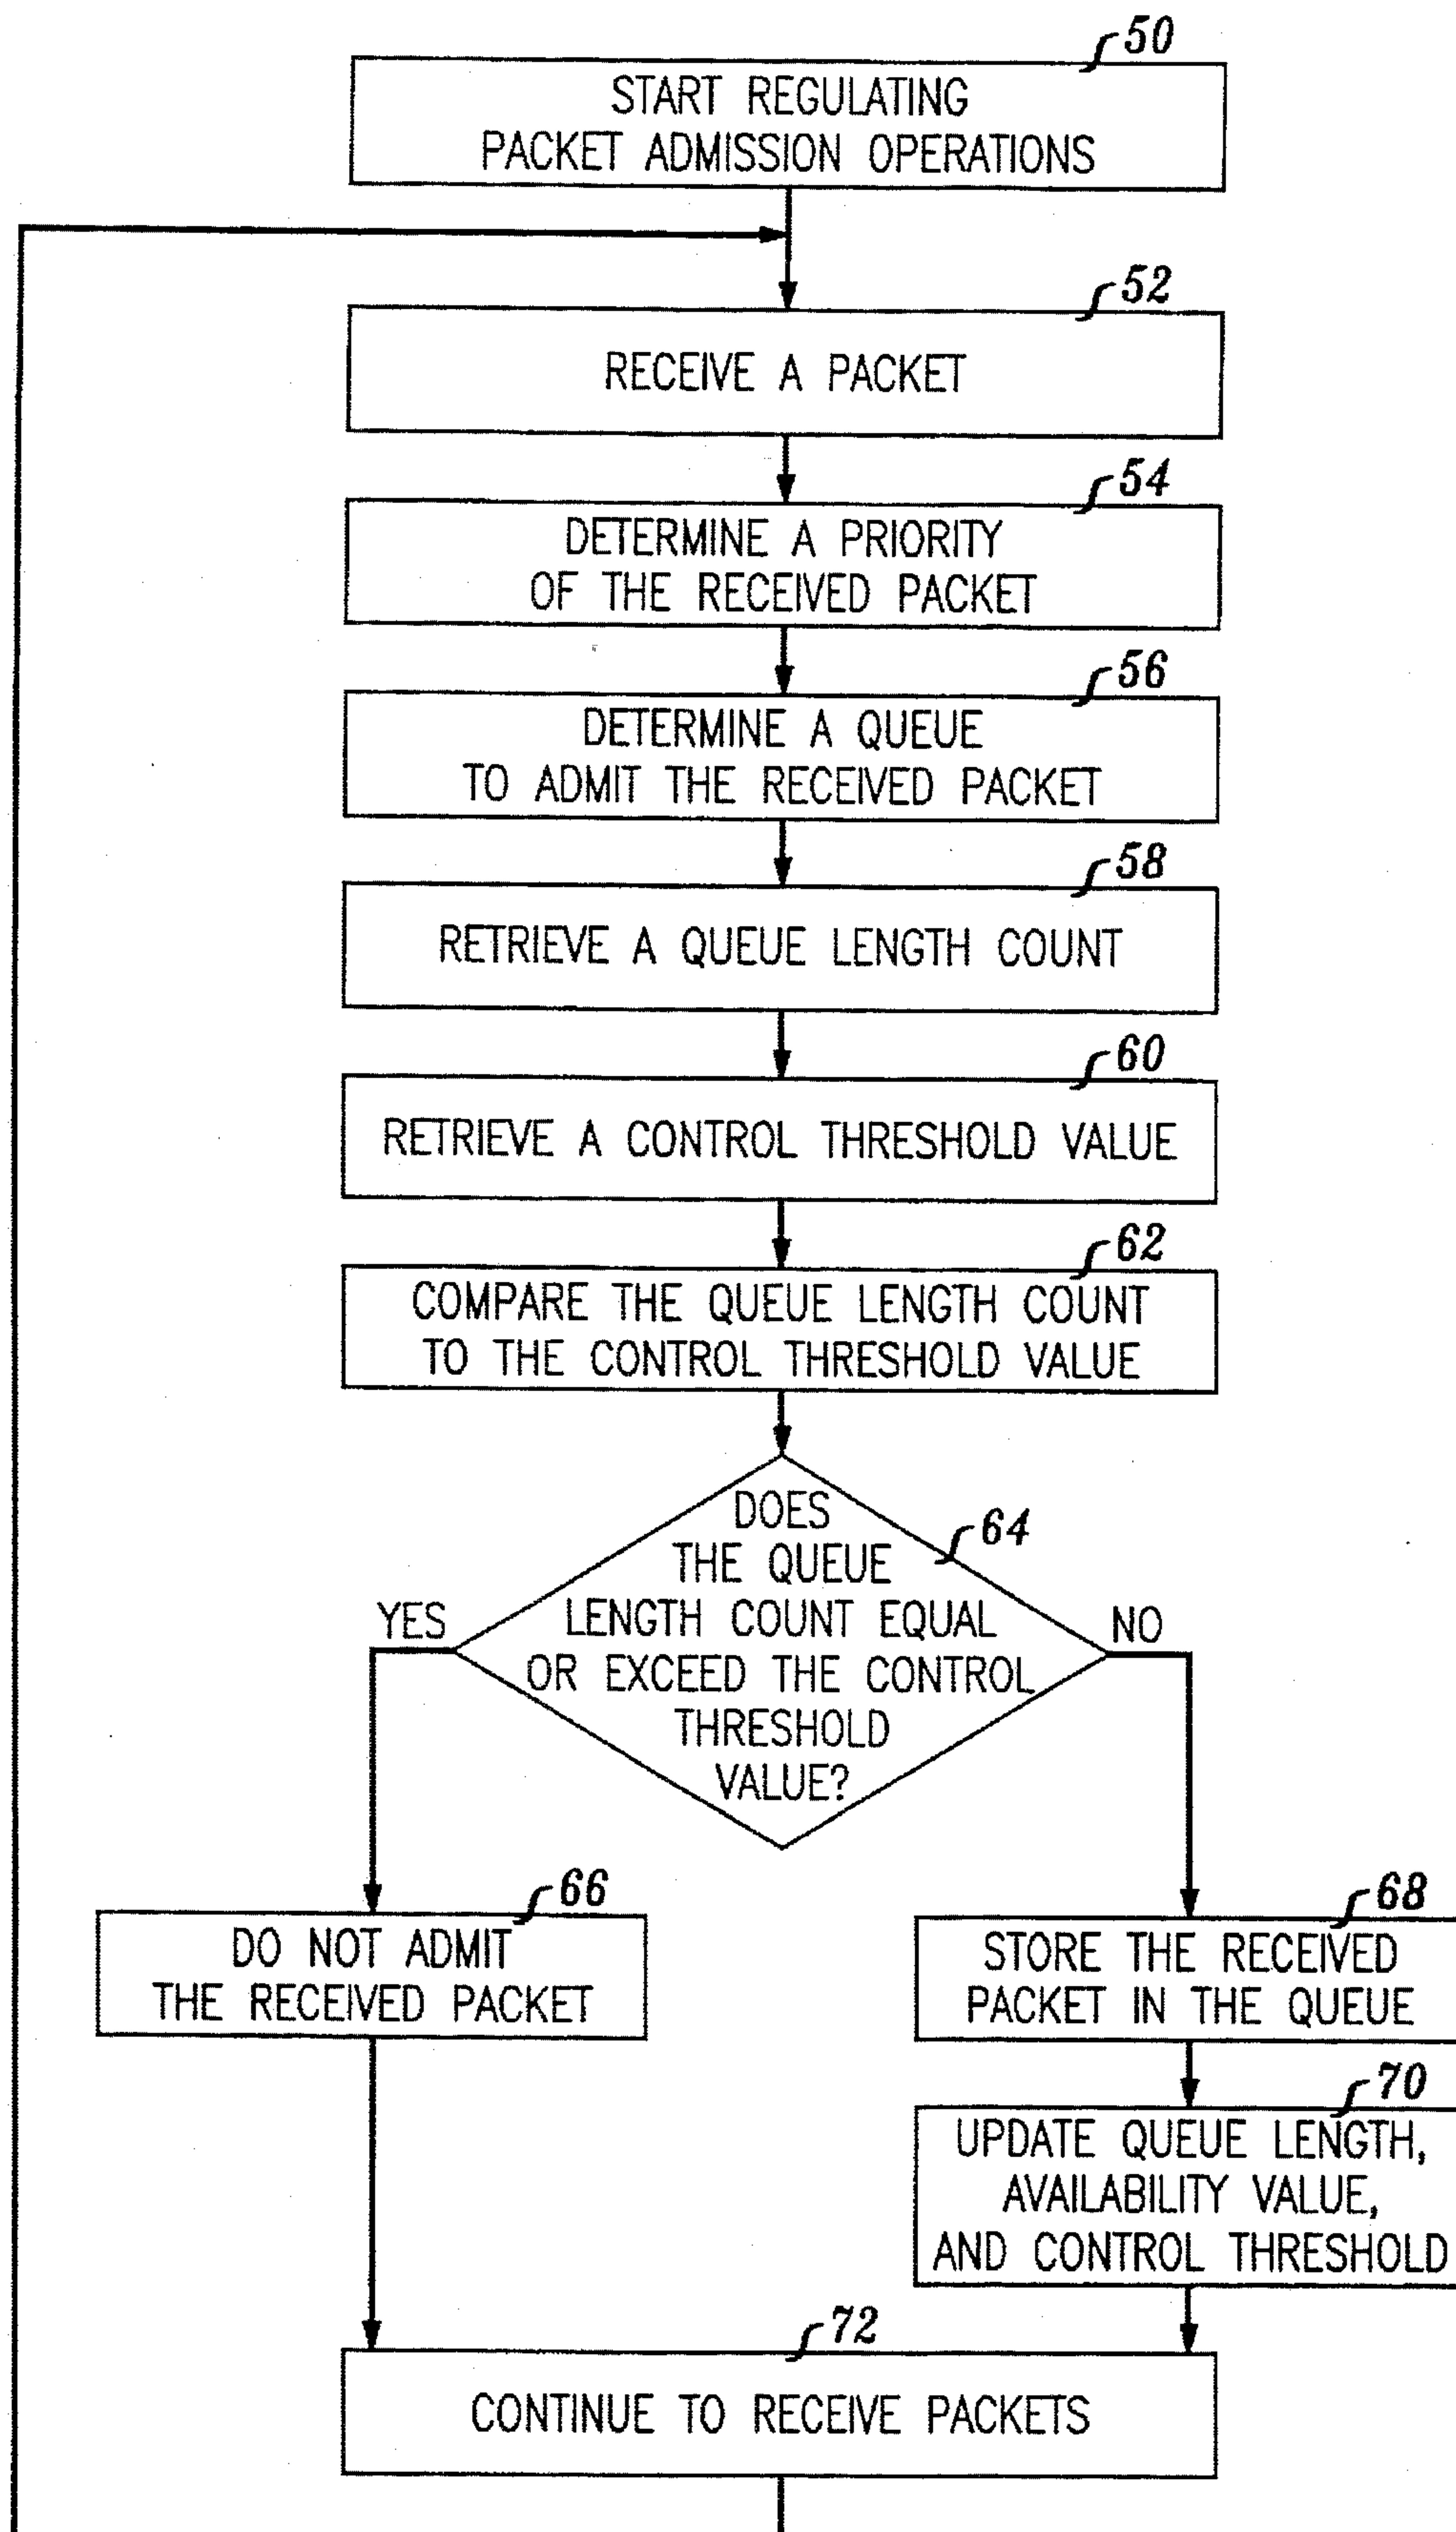 50
START REGULATING
PACKET ADMISSION OPERATIONS
52
RECEIVE A PACKET
54
DETERMINE A PRIORITY
OF THE RECEIVED PACKET
56
DETERMINE A QUEUE
TO ADMIT THE RECEIVED PACKET
58
RETRIEVE A QUEUE LENGTH COUNT
60
RETRIEVE A CONTROL THRESHOLD VALUE
62
COMPARE THE QUEUE LENGTH COUNT
TO THE CONTROL THRESHOLD VALUE
64
DOES
THE QUEUE
LENGTH COUNT EQUAL
OR EXCEED THE CONTROL
THRESHOLD
VALUE?
YES
NO
66
DO NOT ADMIT
THE RECEIVED PACKET
68
STORE THE RECEIVED
PACKET IN THE QUEUE
70
UPDATE QUEUE LENGTH,
AVAILABILITY VALUE,
AND CONTROL THRESHOLD
72
CONTINUE TO RECEIVE PACKETS